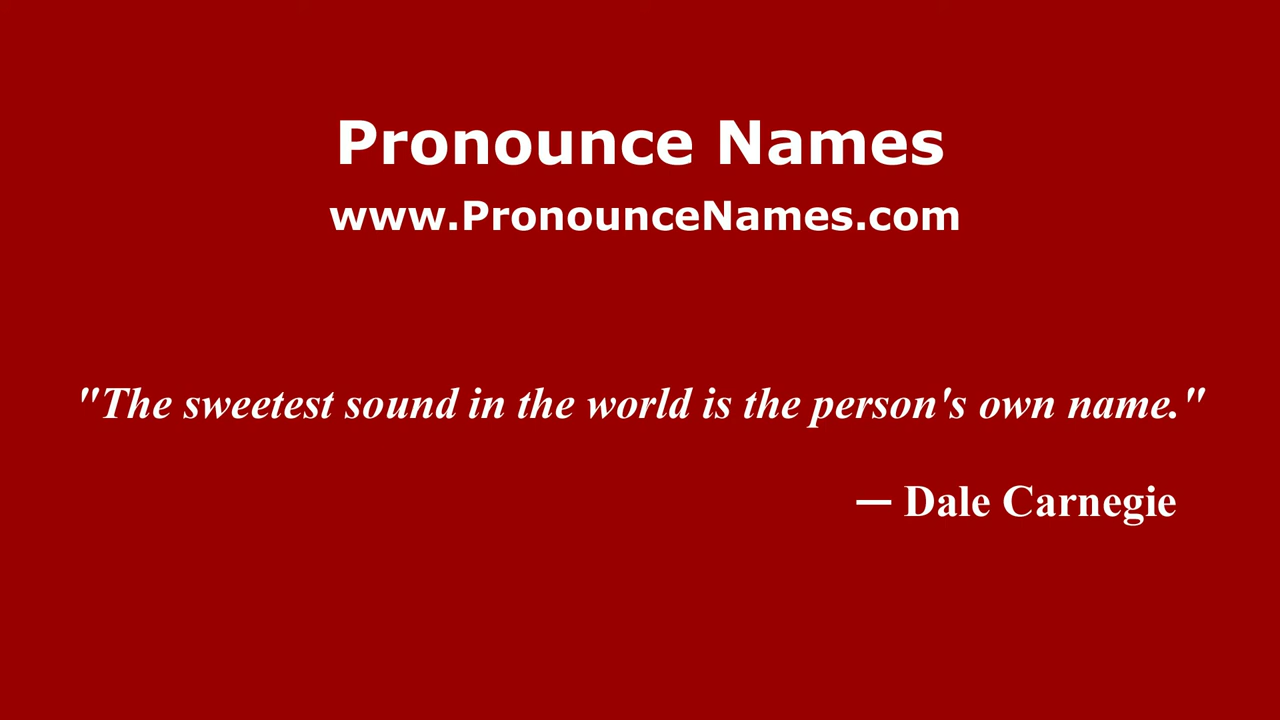 Pronounce Names
www.PronounceNames.com
"The sweetest sound in the world is the person's own name."
— Dale Carnegie